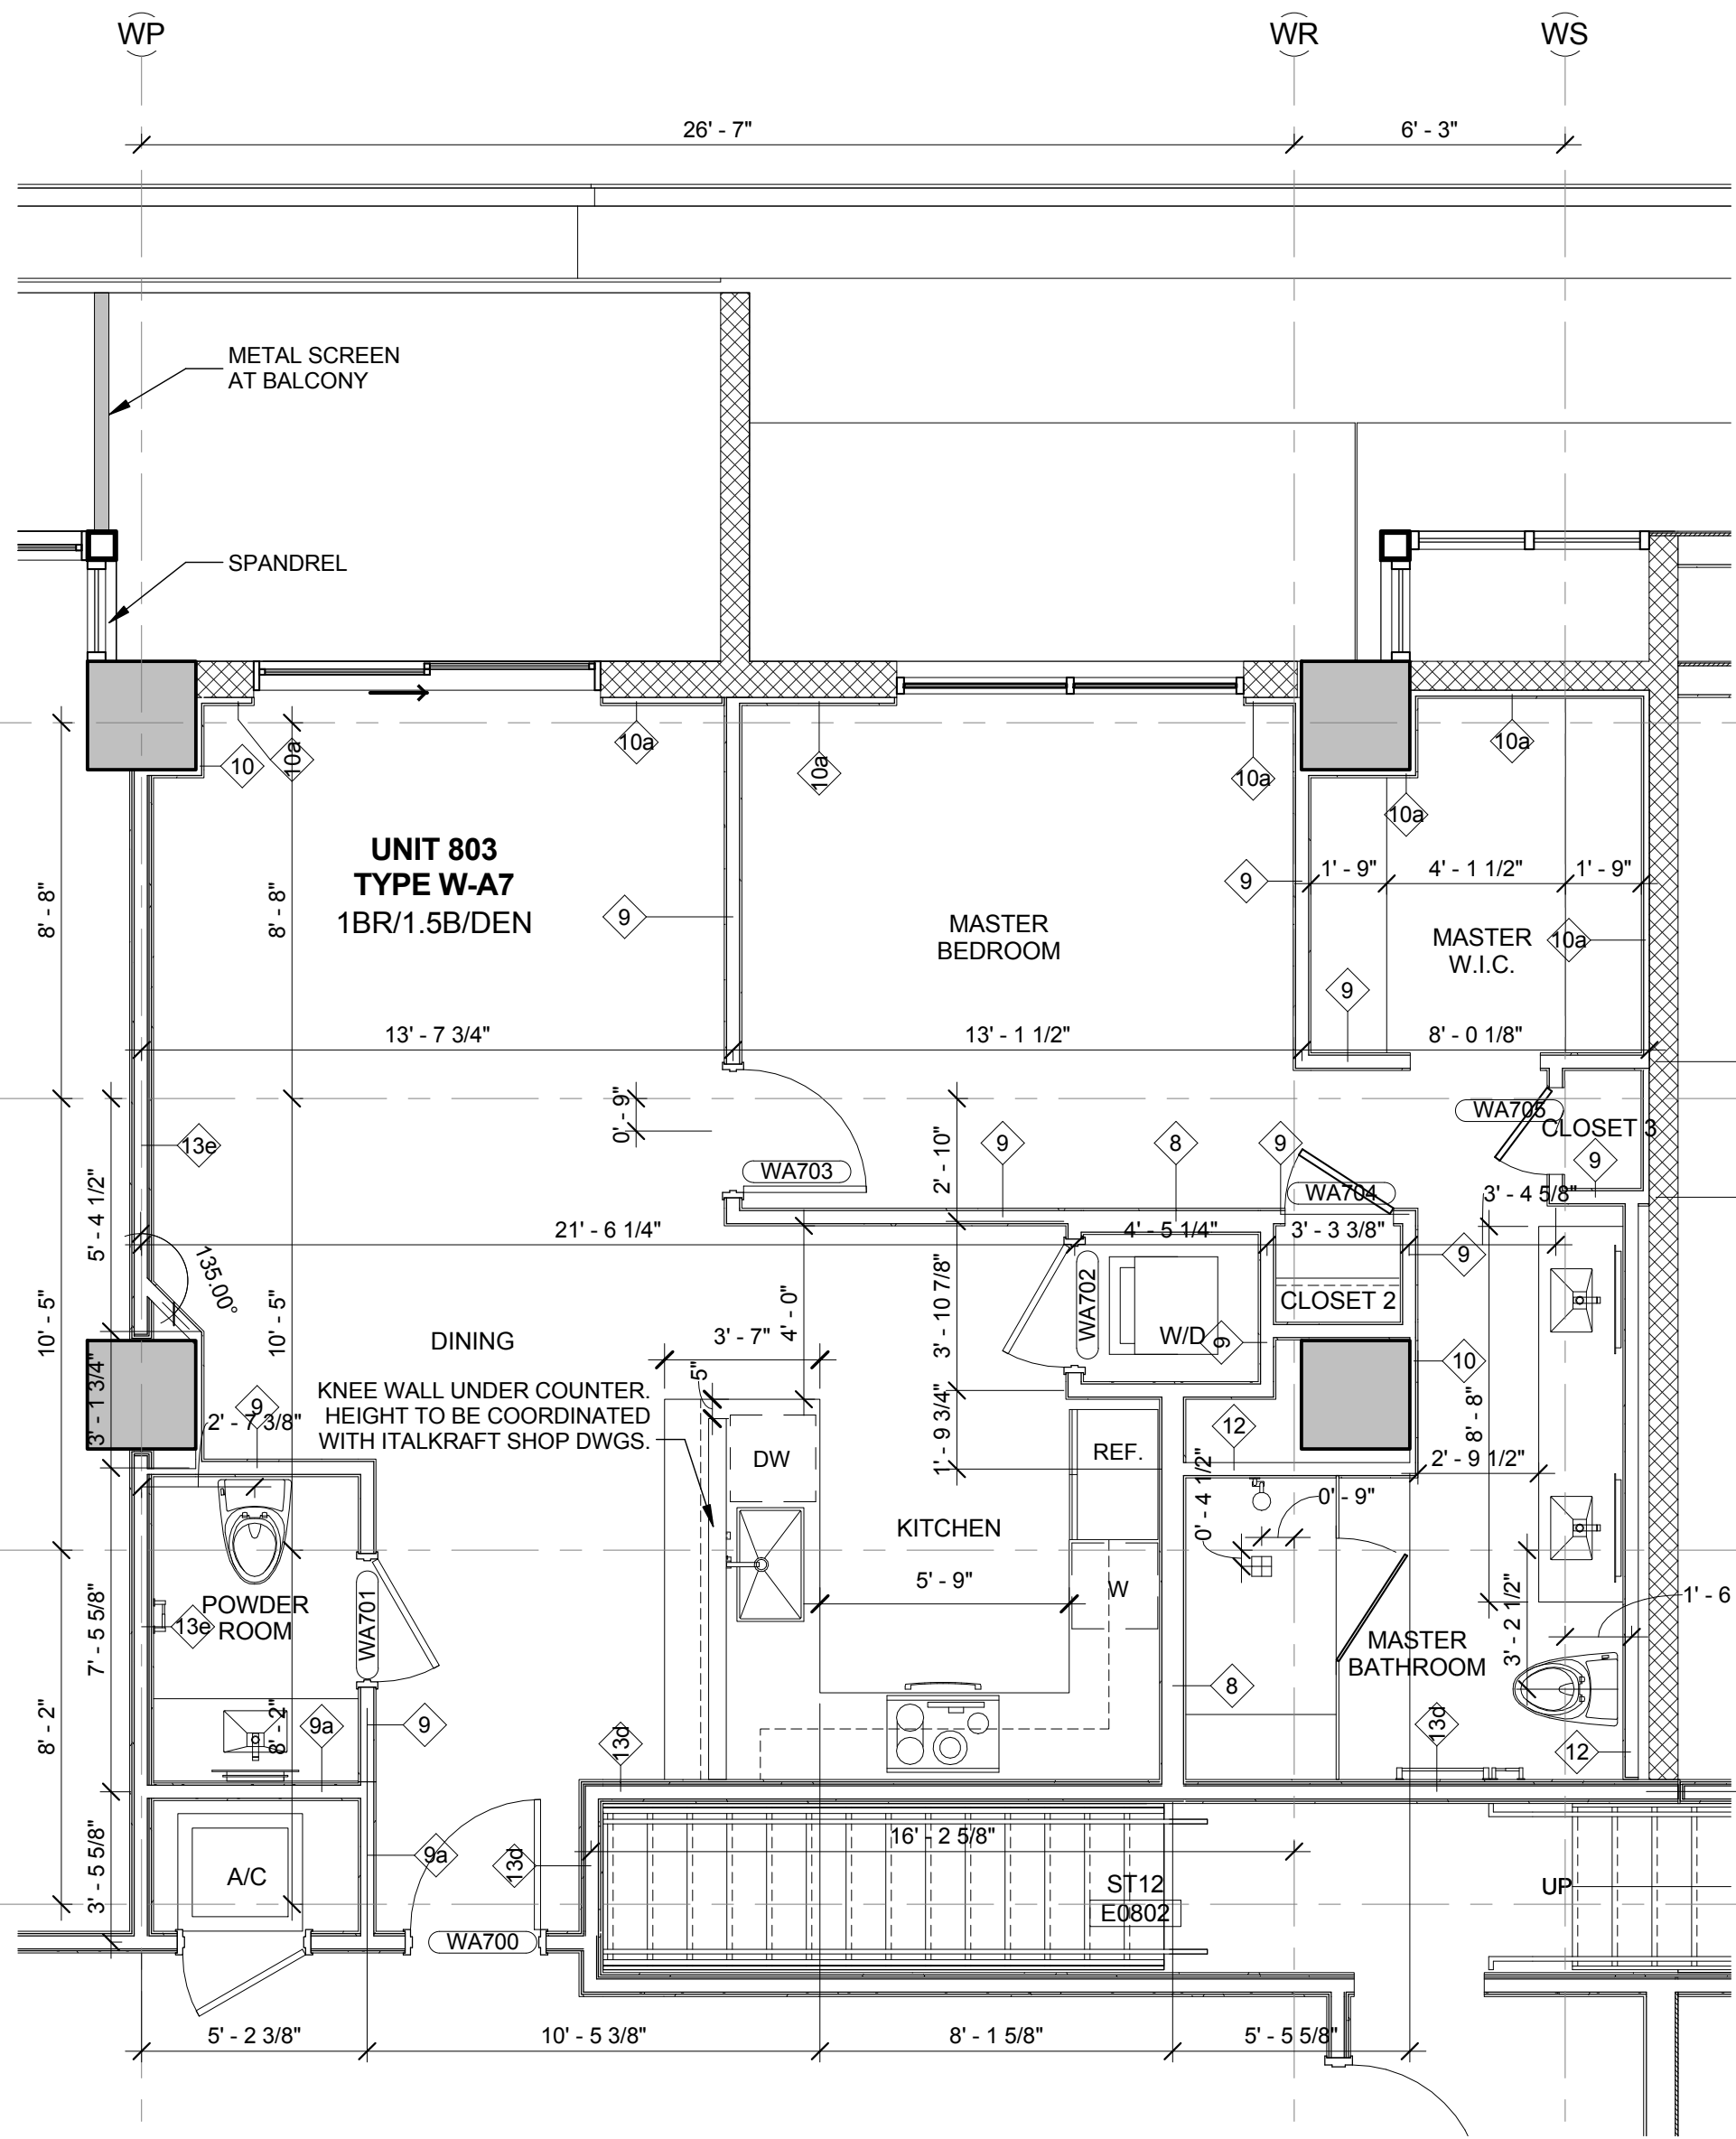 WP
WR
WS
26' - 7"
6' - 3"
METAL SCREEN
AT BALCONY
SPANDREL
10
10a
10a
10a
10a
10a
10a
UNIT 803
TYPE W-A7
1BR/1.5B/DEN
8' - 8"
8' - 8"
9
MASTER
BEDROOM
9
1' - 9"
4' - 1 1/2"
1' - 9"
MASTER
W.I.C.
10a
9
13' - 7 3/4"
13' - 1 1/2"
8' - 0 1/8"
0' - 9"
13e
WA703
2' - 10"
9
8
9
WA704
WA705
CLOSET 3
9
3' - 4 5/8"
5' - 4 1/2"
21' - 6 1/4"
4' - 5 1/4"
3' - 3 3/8"
9
135.00°
10' - 5"
10' - 5"
4' - 0"
3' - 10 7/8"
WA702
W/D
9
CLOSET 2
DINING
3' - 7"
5"
10
3' - 1 3/4"
9
2' - 7 3/8"
KNEE WALL UNDER COUNTER.
HEIGHT TO BE COORDINATED
WITH ITALKRAFT SHOP DWGS.
DW
1' - 9 3/4"
REF.
12
8' - 8"
2' - 9 1/2"
0' - 4 1/2"
0' - 9"
KITCHEN
5' - 9"
W
7' - 5 5/8"
POWDER
ROOM
13e
WA701
3' - 2 1/2"
1' - 6
MASTER
BATHROOM
8
8' - 2"
8' - 2"
9a
9
13d
13d
12
3' - 5 5/8"
A/C
9a
13d
16' - 2 5/8"
ST12
E0802
UP
WA700
5' - 2 3/8"
10' - 5 3/8"
8' - 1 5/8"
5' - 5 5/8"